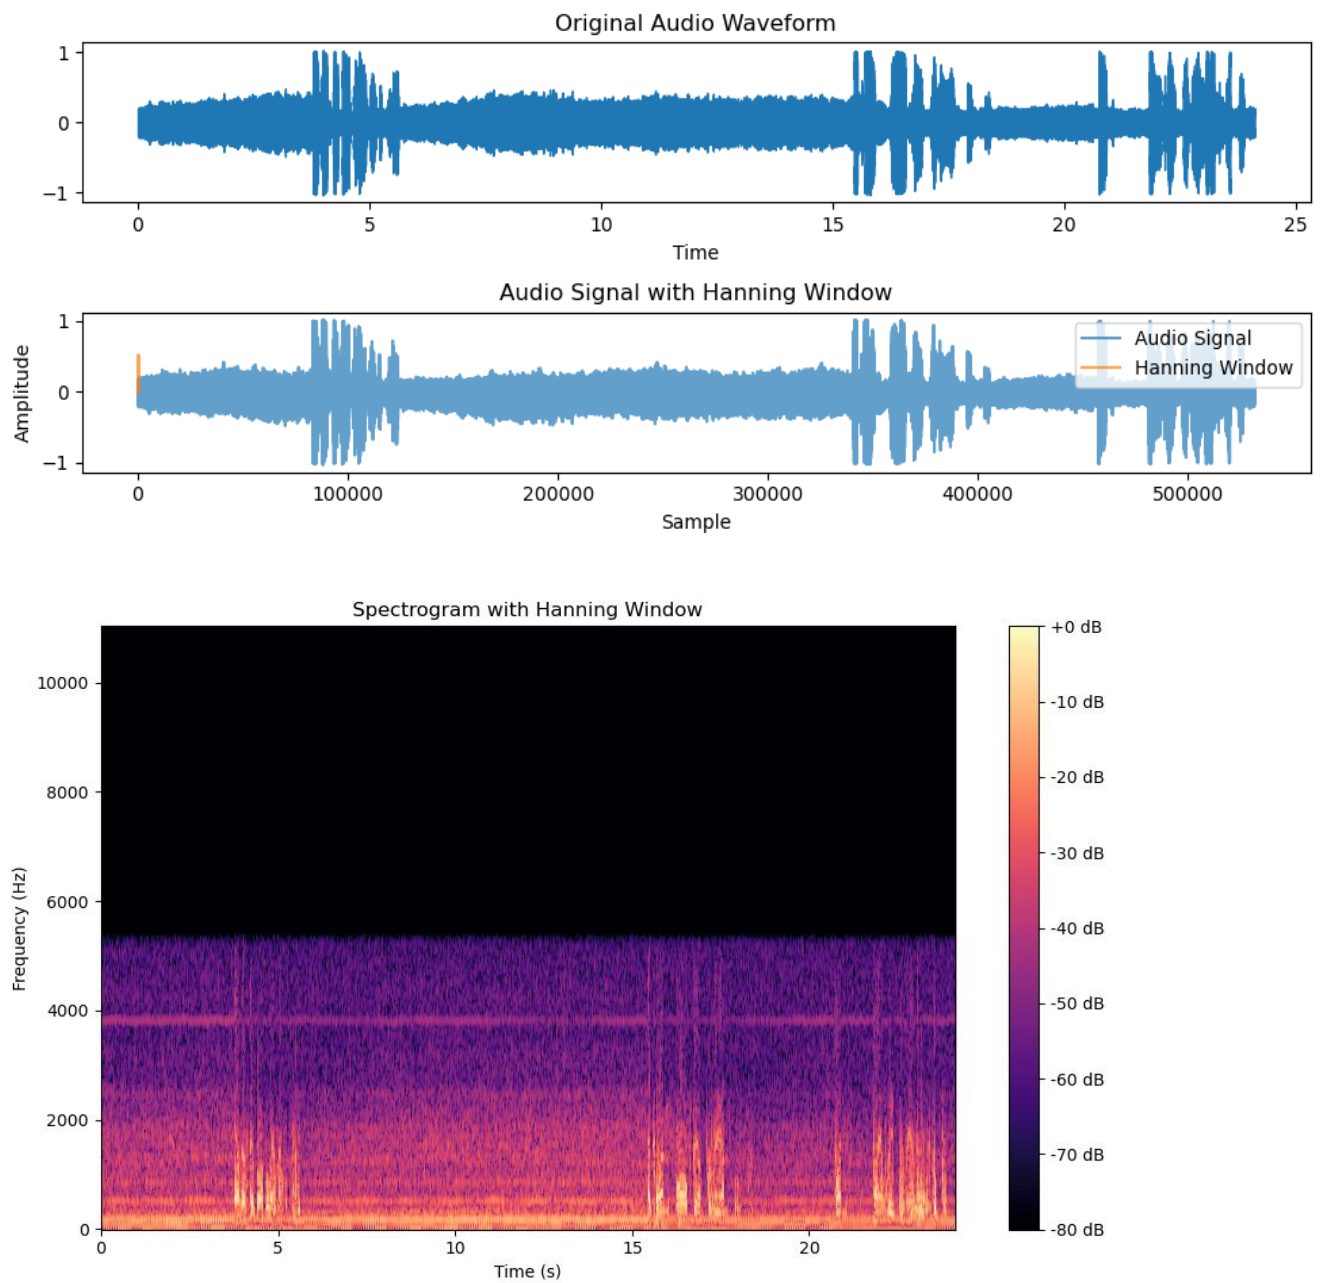 Original Audio Waveform
1
0
−1
0 5 10 15 20 25
Time
Audio Signal with Hanning Window
Amplitude
1
0
−1
Audio Signal
Hanning Window
0 100000 200000 300000 400000 500000
Sample
Spectrogram with Hanning Window
Frequency (Hz)
10000
8000
6000
4000
2000
0
0 5 10 15 20
Time (s)
+0 dB
-10 dB
-20 dB
-30 dB
-40 dB
-50 dB
-60 dB
-70 dB
-80 dB